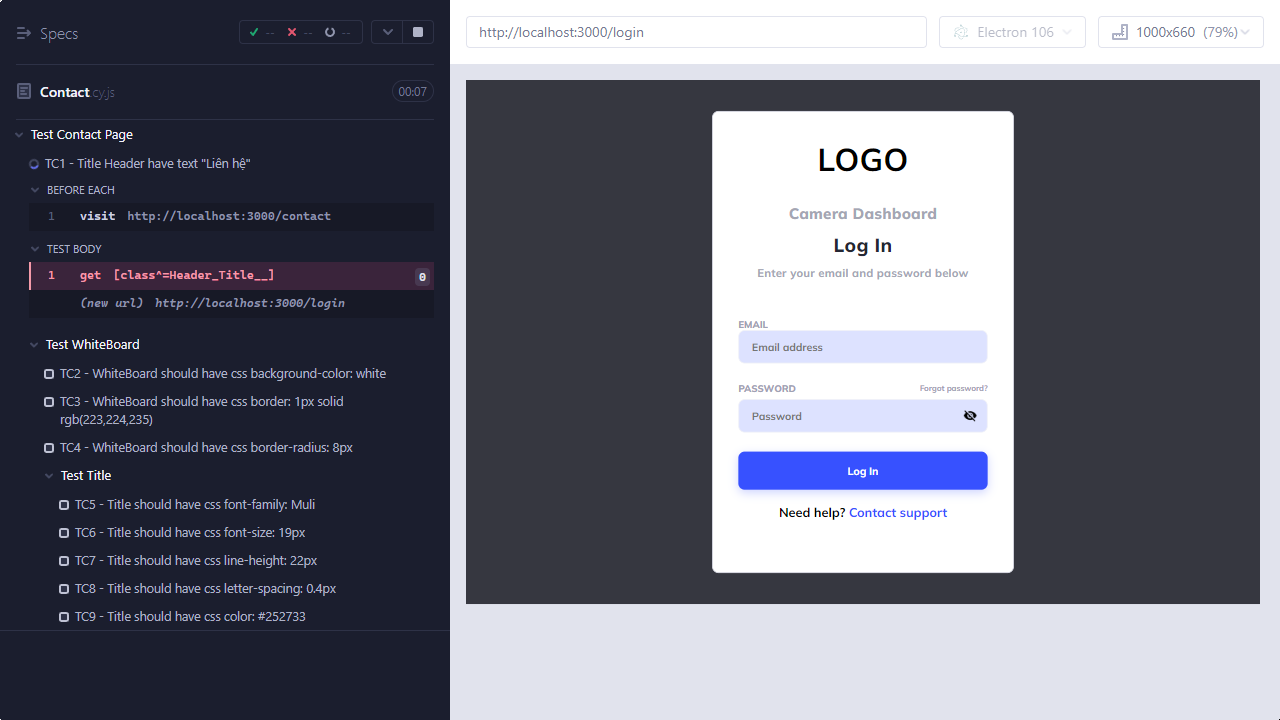 Specs
-- -- --
Contact.cy.js 00:07
Test Contact Page
TC1 - Title Header have text "Liên hệ"
BEFORE EACH
1 visit http://localhost:3000/contact
TEST BODY
1 get [class^=Header_Title__] 0
(new url) http://localhost:3000/login
Test WhiteBoard
TC2 - WhiteBoard should have css background-color: white
TC3 - WhiteBoard should have css border: 1px solid
rgb(223,224,235)
TC4 - WhiteBoard should have css border-radius: 8px
Test Title
TC5 - Title should have css font-family: Muli
TC6 - Title should have css font-size: 19px
TC7 - Title should have css line-height: 22px
TC8 - Title should have css letter-spacing: 0.4px
TC9 - Title should have css color: #252733
http://localhost:3000/login
Electron 106
1000x660 (79%)
LOGO
Camera Dashboard
Log In
Enter your email and password below
EMAIL
Email address
PASSWORD Forgot password?
Password
Log In
Need help? Contact support